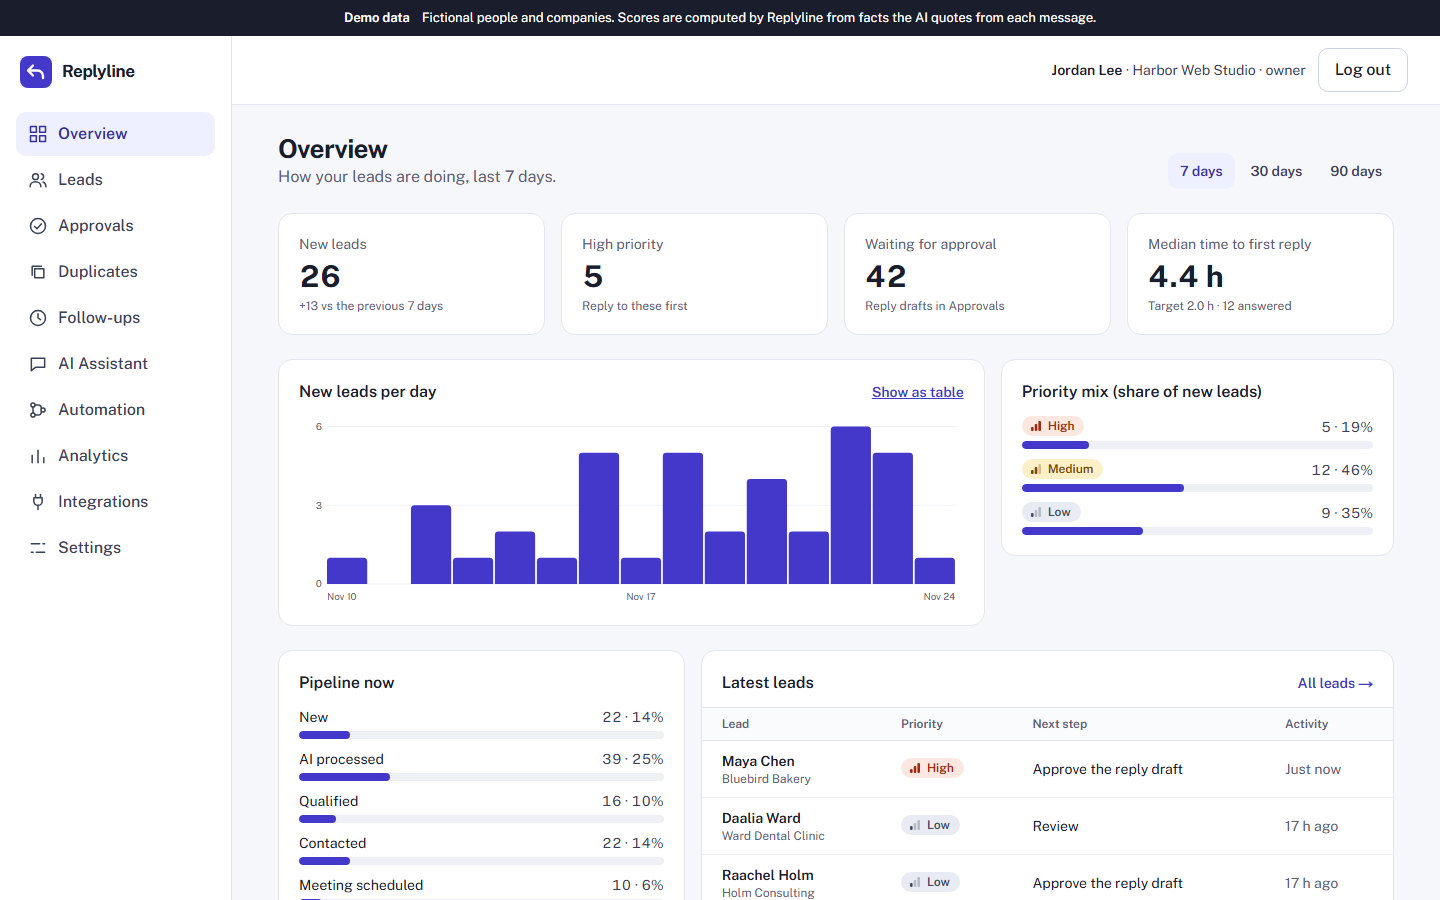 Demo data Fictional people and companies. Scores are computed by Replyline from facts the AI quotes from each message.
Replyline
Jordan Lee · Harbor Web Studio · owner
Log out
Overview
Leads
Approvals
Duplicates
Follow-ups
AI Assistant
Automation
Analytics
Integrations
Settings
Overview
How your leads are doing, last 7 days.
7 days 30 days 90 days
New leads
26
+13 vs the previous 7 days
High priority
5
Reply to these first
Waiting for approval
42
Reply drafts in Approvals
Median time to first reply
4.4 h
Target 2.0 h · 12 answered
New leads per day
Show as table
6
3
0
Nov 10 Nov 17 Nov 24
Priority mix (share of new leads)
High 5 · 19%
Medium 12 · 46%
Low 9 · 35%
Pipeline now
New 22 · 14%
AI processed 39 · 25%
Qualified 16 · 10%
Contacted 22 · 14%
Meeting scheduled 10 · 6%
Latest leads
All leads →
Lead Priority Next step Activity
Maya Chen
Bluebird Bakery
High Approve the reply draft Just now
Daalia Ward
Ward Dental Clinic
Low Review 17 h ago
Raachel Holm
Holm Consulting
Low Approve the reply draft 17 h ago